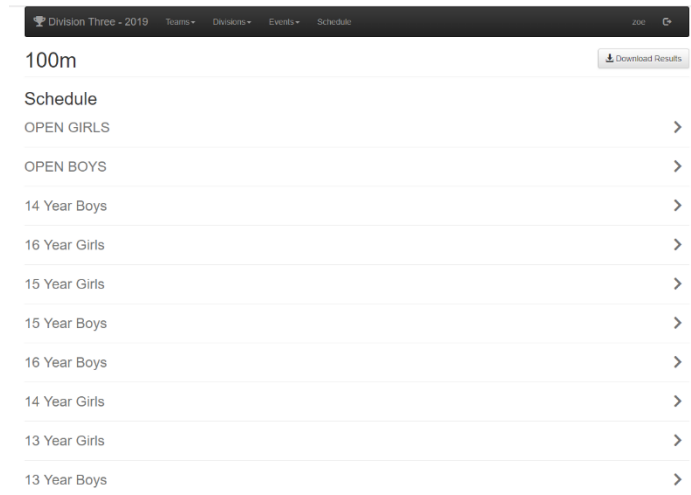 Division Three - 2019 Teams Divisions Events Schedule zoe
100m Download Results
Schedule
OPEN GIRLS
OPEN BOYS
14 Year Boys
16 Year Girls
15 Year Girls
15 Year Boys
16 Year Boys
14 Year Girls
13 Year Girls
13 Year Boys